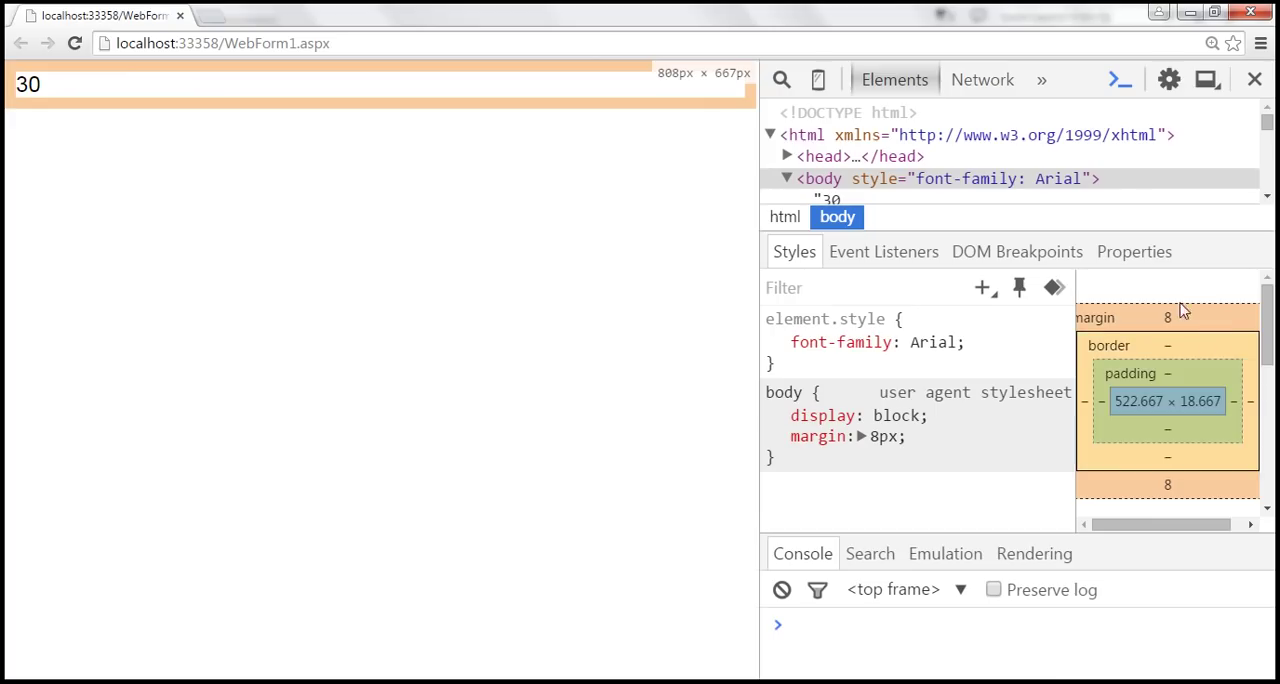 localhost:33358/WebForm
localhost:33358/WebForm1.aspx
30
808px × 667px
Elements
Network
»
<!DOCTYPE html>
<html xmlns="http://www.w3.org/1999/xhtml">
<head>…</head>
<body style="font-family: Arial">
"30
html
body
Styles
Event Listeners
DOM Breakpoints
Properties
Filter
element.style {
font-family: Arial;
}
body {
user agent stylesheet
display: block;
margin: 8px;
}
margin
8
border
–
padding
–
– – 522.667 × 18.667 – –
–
–
8
Console
Search
Emulation
Rendering
<top frame>
Preserve log